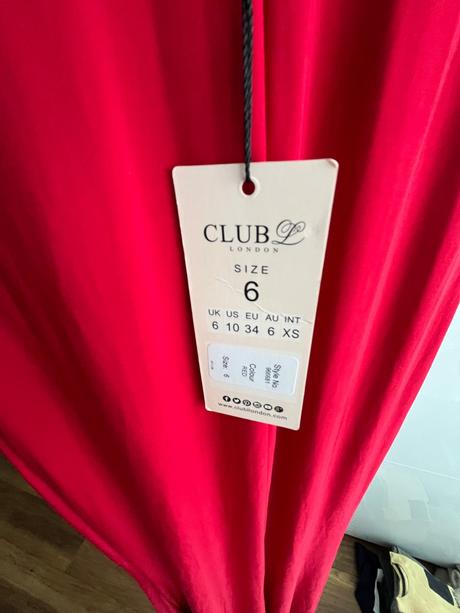 CLUB L
LONDON
SIZE
6
UK US EU AU INT
6 10 34 6 XS
Style No.
Colour
RED
Size: 6
www.clubllondon.com